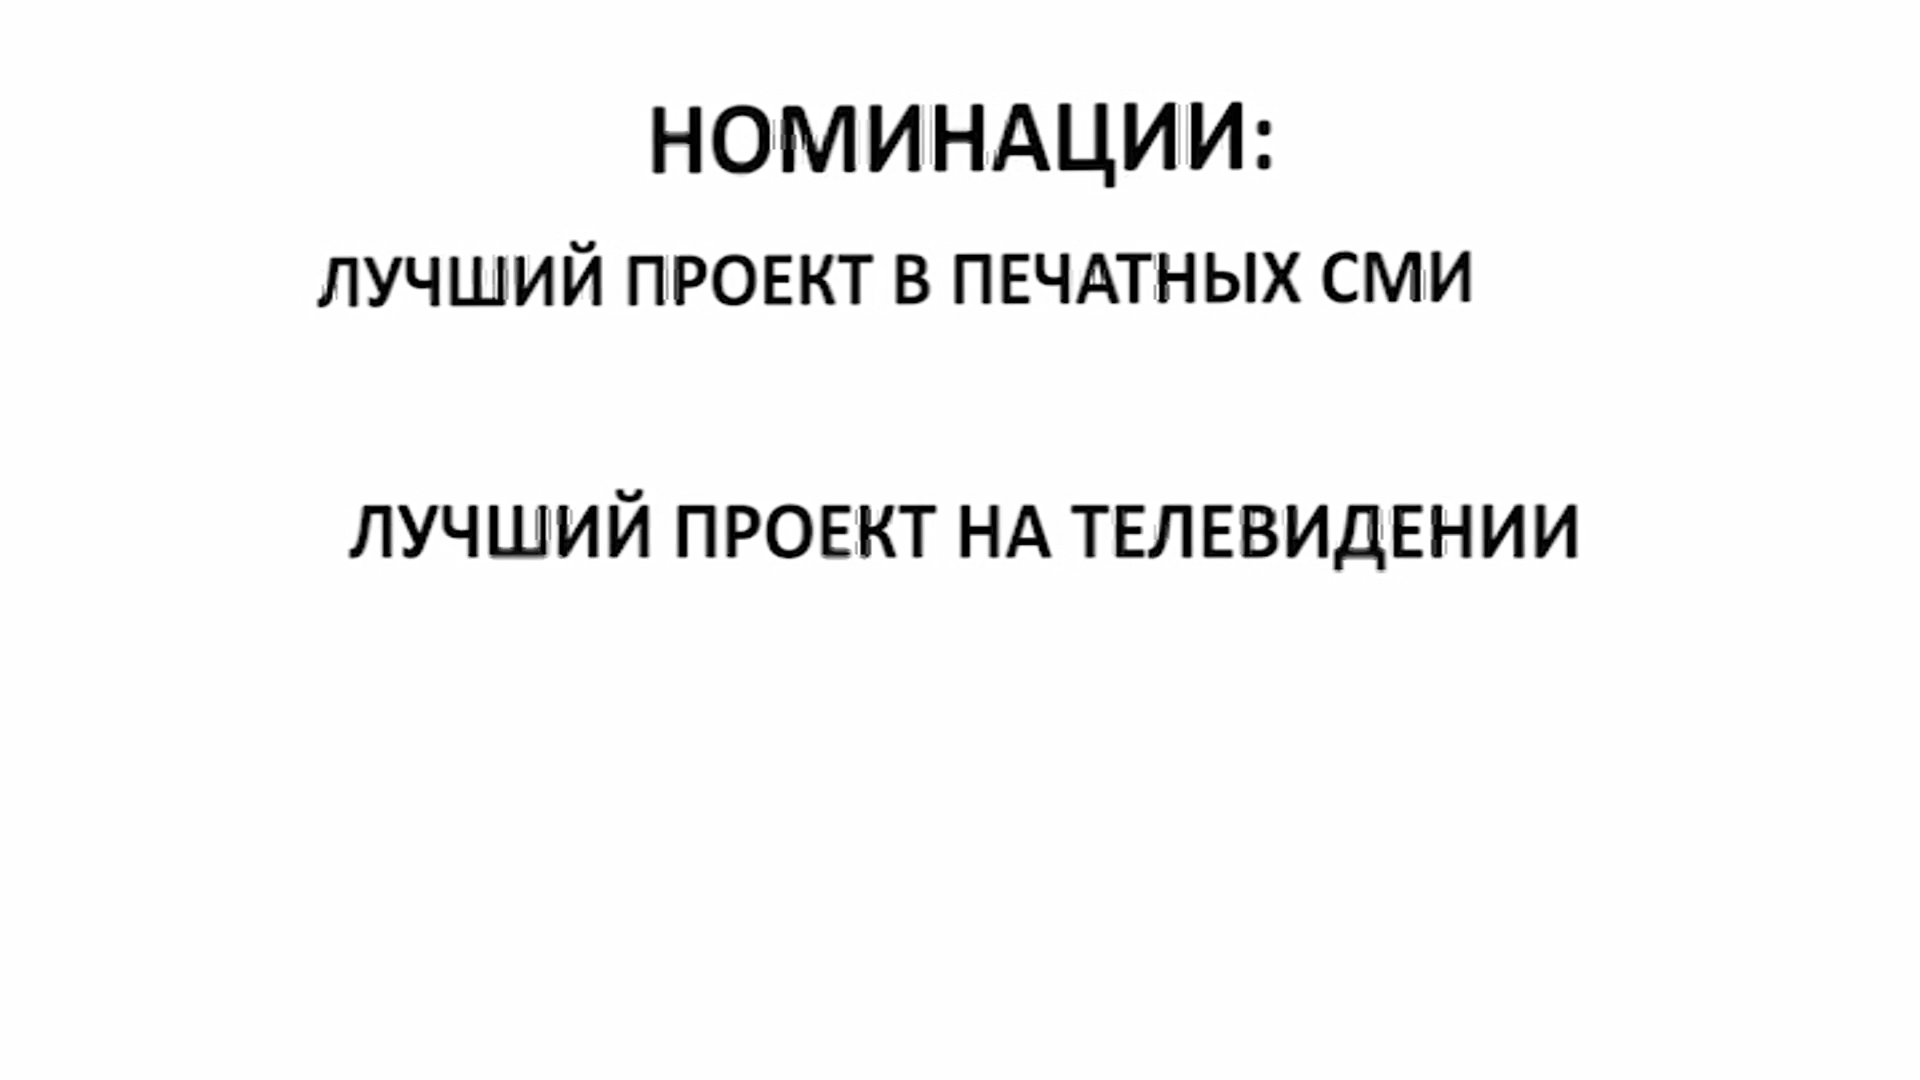 НОМИНАЦИИ:
ЛУЧШИЙ ПРОЕКТ В ПЕЧАТНЫХ СМИ
ЛУЧШИЙ ПРОЕКТ НА ТЕЛЕВИДЕНИИ